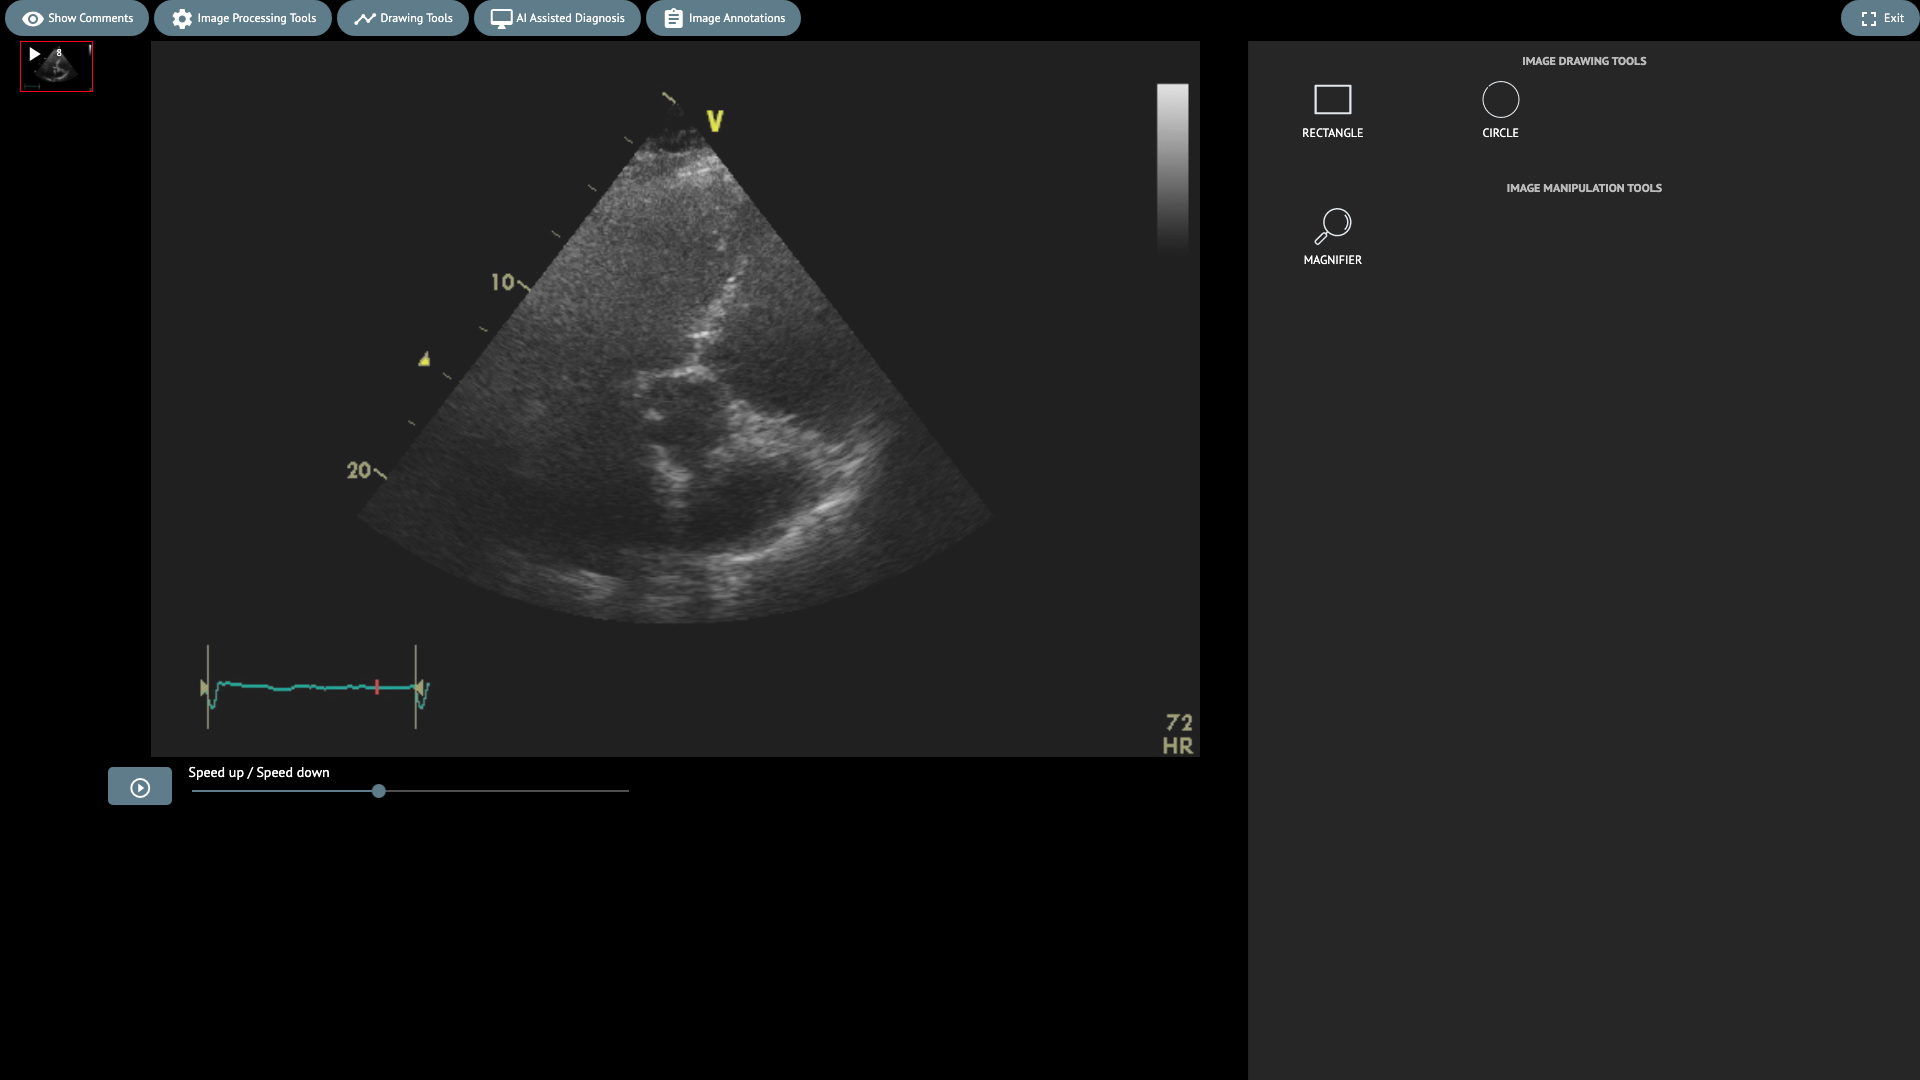 Show Comments
Image Processing Tools
Drawing Tools
AI Assisted Diagnosis
Image Annotations
Exit
8
V
10
20
72
HR
Speed up / Speed down
IMAGE DRAWING TOOLS
RECTANGLE
CIRCLE
IMAGE MANIPULATION TOOLS
MAGNIFIER